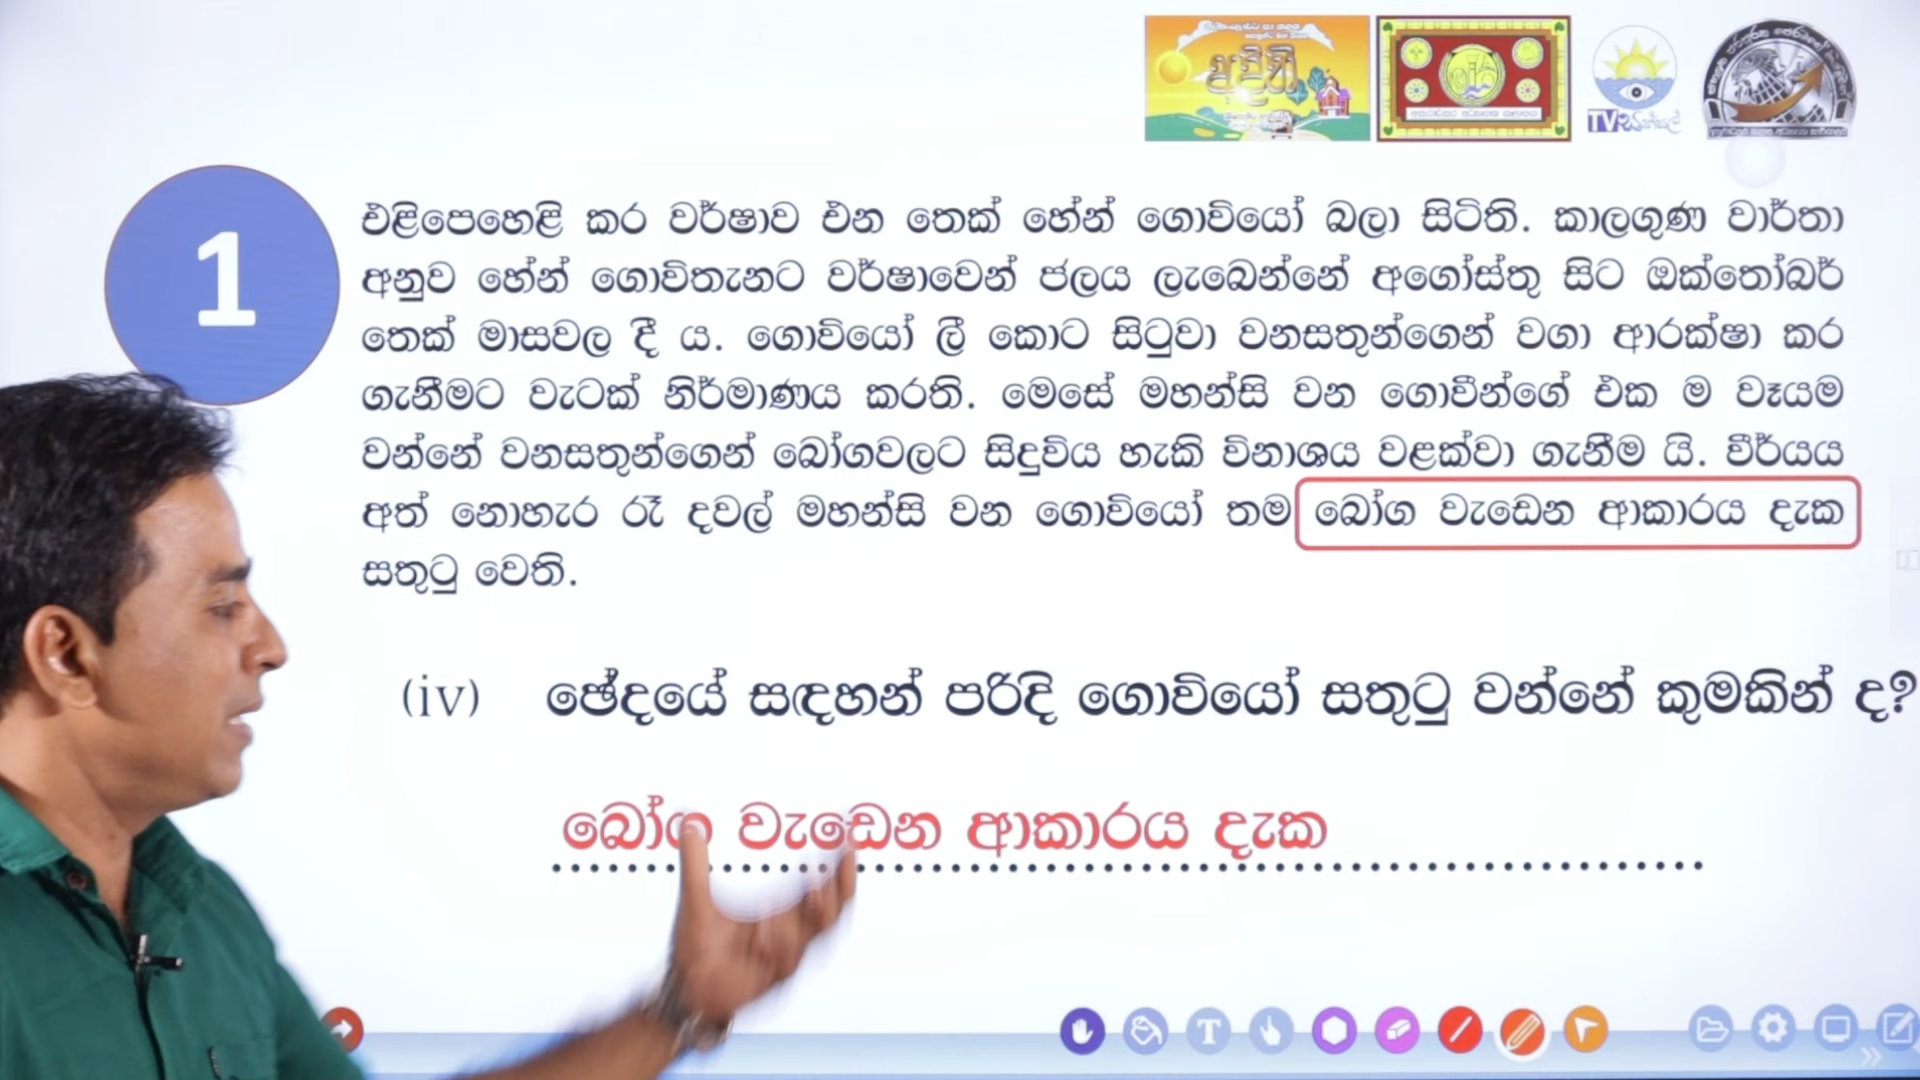 TVසත්සල්
1
එළිපෙහෙළි කර වර්ෂාව එන තෙක් හේන් ගොවියෝ බලා සිටිති. කාලගුණ වාර්තා
අනුව හේන් ගොවිතැනට වර්ෂාවෙන් ජලය ලැබෙන්නේ අගෝස්තු සිට ඔක්තෝබර්
තෙක් මාසවල දී ය. ගොවියෝ ලී කොට සිටුවා වනසතුන්ගෙන් වගා ආරක්ෂා කර
ගැනීමට වැටක් නිර්මාණය කරති. මෙසේ මහන්සි වන ගොවීන්ගේ එක ම වෑයම
වන්නේ වනසතුන්ගෙන් බෝගවලට සිදුවිය හැකි විනාශය වළක්වා ගැනීම යි. වීර්යය
අත් නොහැර රෑ දවල් මහන්සි වන ගොවියෝ තම බෝග වැඩෙන ආකාරය දැක
සතුටු වෙති.
(iv) ඡේදයේ සඳහන් පරිදි ගොවියෝ සතුටු වන්නේ කුමකින් ද?
බෝග වැඩෙන ආකාරය දැක